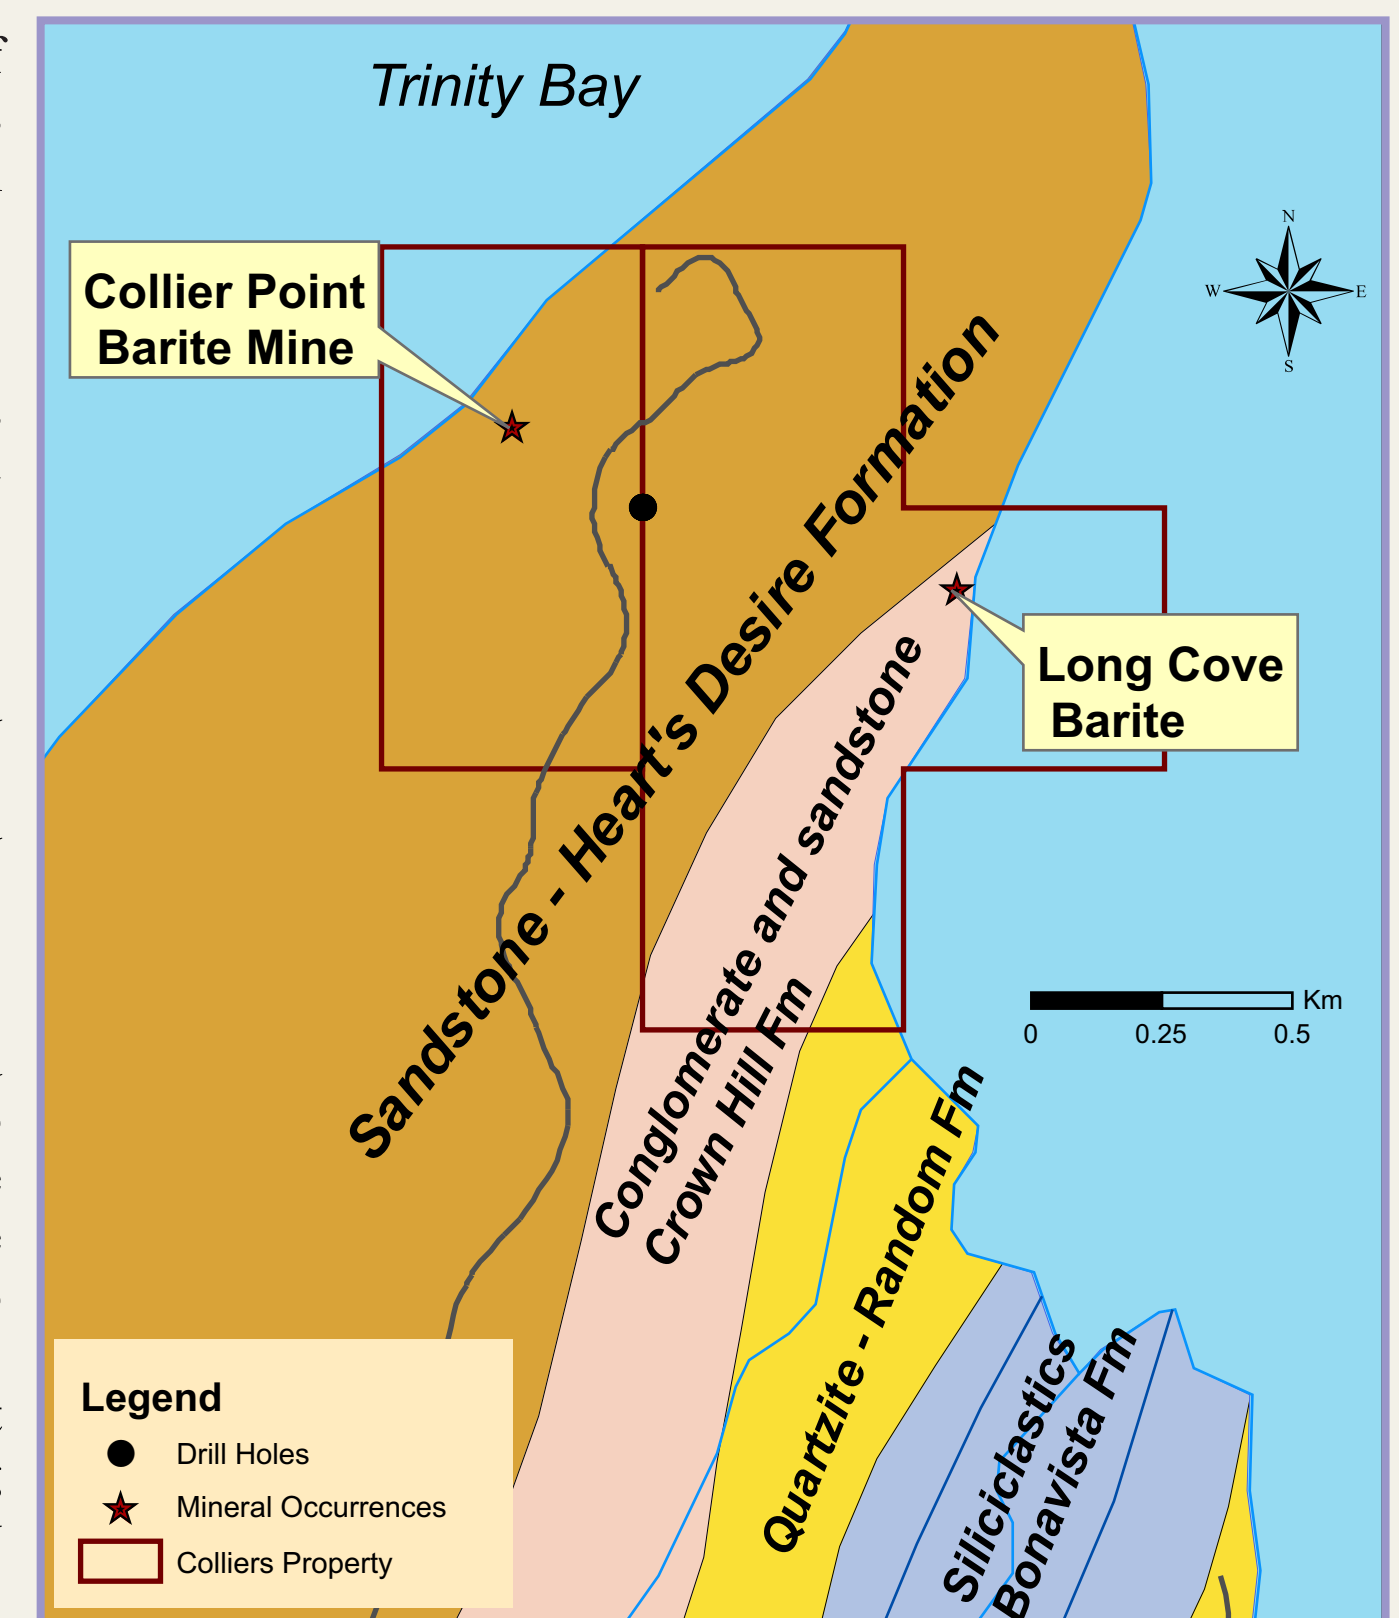 Trinity Bay
N
W
E
S
Collier Point
Barite Mine
Sandstone - Heart's Desire Formation
Long Cove
Barite
Conglomerate and sandstone
Crown Hill Fm
Km
0
0.25
0.5
Quartzite - Random Fm
Siliciclastics
Bonavista Fm
Legend
Drill Holes
Mineral Occurrences
Colliers Property